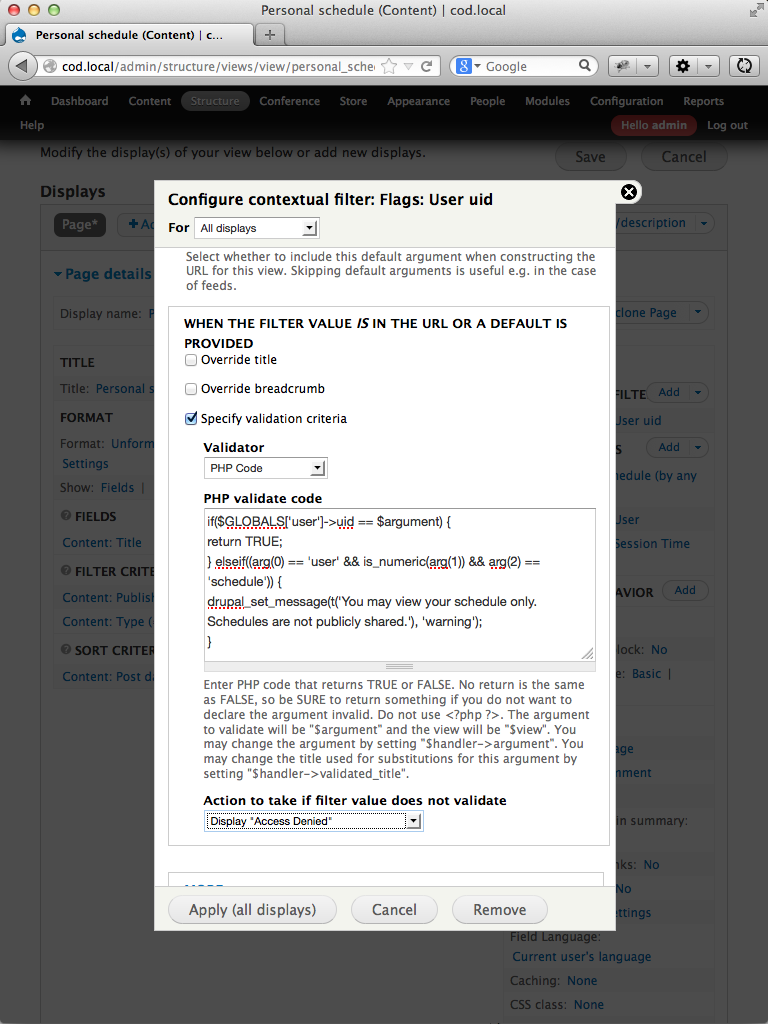 Personal schedule (Content) | cod.local
Personal schedule (Content) | c...
cod.local/admin/structure/views/view/personal_sche
Google
Dashboard Content Structure Conference Store Appearance People Modules Configuration Reports
Help Hello admin Log out
Modify the display(s) of your view below or add new displays. Save Cancel
Displays
Page* Ad /description
Page details
Display name: P clone Page
TITLE
Title: Personal s
FORMAT
Format: Unform
Settings
Show: Fields |
FIELDS
Content: Title
FILTER CRITE
Content: Publish
Content: Type (
SORT CRITER
Content: Post da
Configure contextual filter: Flags: User uid
For All displays
Select whether to include this default argument when constructing the
URL for this view. Skipping default arguments is useful e.g. in the case
of feeds.
WHEN THE FILTER VALUE IS IN THE URL OR A DEFAULT IS
PROVIDED
Override title
Override breadcrumb
Specify validation criteria
Validator
PHP Code
PHP validate code
if($GLOBALS['user']->uid == $argument) {
return TRUE;
} elseif((arg(0) == 'user' && is_numeric(arg(1)) && arg(2) ==
'schedule')) {
drupal_set_message(t('You may view your schedule only.
Schedules are not publicly shared.'), 'warning');
}
Enter PHP code that returns TRUE or FALSE. No return is the same
as FALSE, so be SURE to return something if you do not want to
declare the argument invalid. Do not use <?php ?>. The argument
to validate will be "$argument" and the view will be "$view". You
may change the argument by setting "$handler->argument". You
may change the title used for substitutions for this argument by
setting "$handler->validated_title".
Action to take if filter value does not validate
Display "Access Denied"
Apply (all displays) Cancel Remove
FILTE Add
User uid
S Add
hedule (by any
User
Session Time
AVIOR Add
lock: No
e: Basic |
age
mment
in summary:
nks: No
No
ettings
Field Language:
Current user's language
Caching: None
CSS class: None